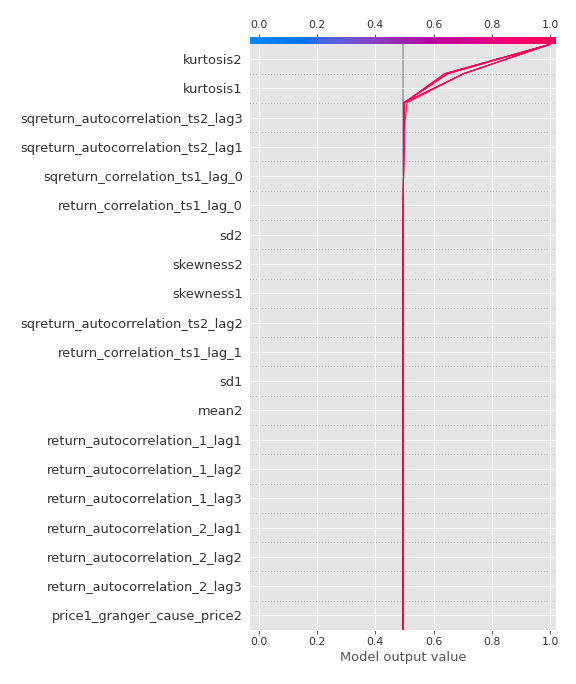 0.0 0.2 0.4 0.6 0.8 1.0
kurtosis2
kurtosis1
sqreturn_autocorrelation_ts2_lag3
sqreturn_autocorrelation_ts2_lag1
sqreturn_correlation_ts1_lag_0
return_correlation_ts1_lag_0
sd2
skewness2
skewness1
sqreturn_autocorrelation_ts2_lag2
return_correlation_ts1_lag_1
sd1
mean2
return_autocorrelation_1_lag1
return_autocorrelation_1_lag2
return_autocorrelation_1_lag3
return_autocorrelation_2_lag1
return_autocorrelation_2_lag2
return_autocorrelation_2_lag3
price1_granger_cause_price2
0.0 0.2 0.4 0.6 0.8 1.0
Model output value